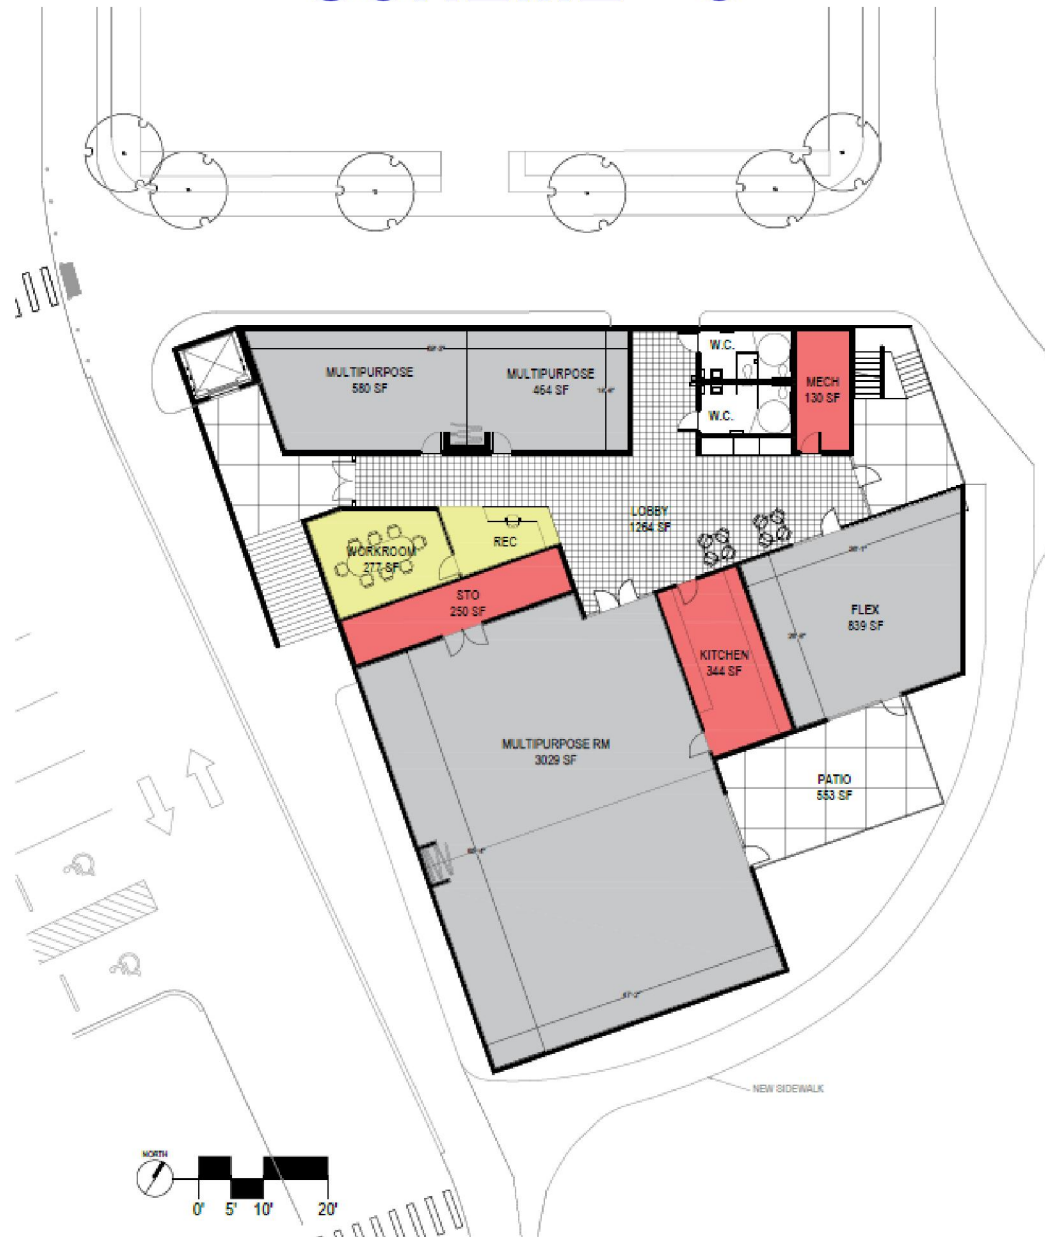 W.C.
MULTIPURPOSE
580 SF
MULTIPURPOSE
464 SF
MECH
130 SF
W.C.
LOBBY
1264 SF
REC
WORKROOM
277 SF
STO
250 SF
FLEX
839 SF
KITCHEN
344 SF
MULTIPURPOSE RM
3029 SF
PATIO
553 SF
47'-2"
NEW SIDEWALK
NORTH
0' 5' 10' 20'